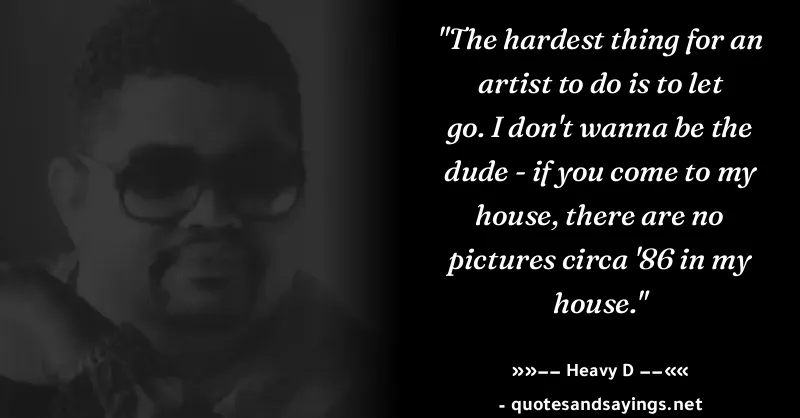 "The hardest thing for an
artist to do is to let
go. I don't wanna be the
dude - if you come to my
house, there are no
pictures circa '86 in my
house."
»»−− Heavy D −−««
- quotesandsayings.net